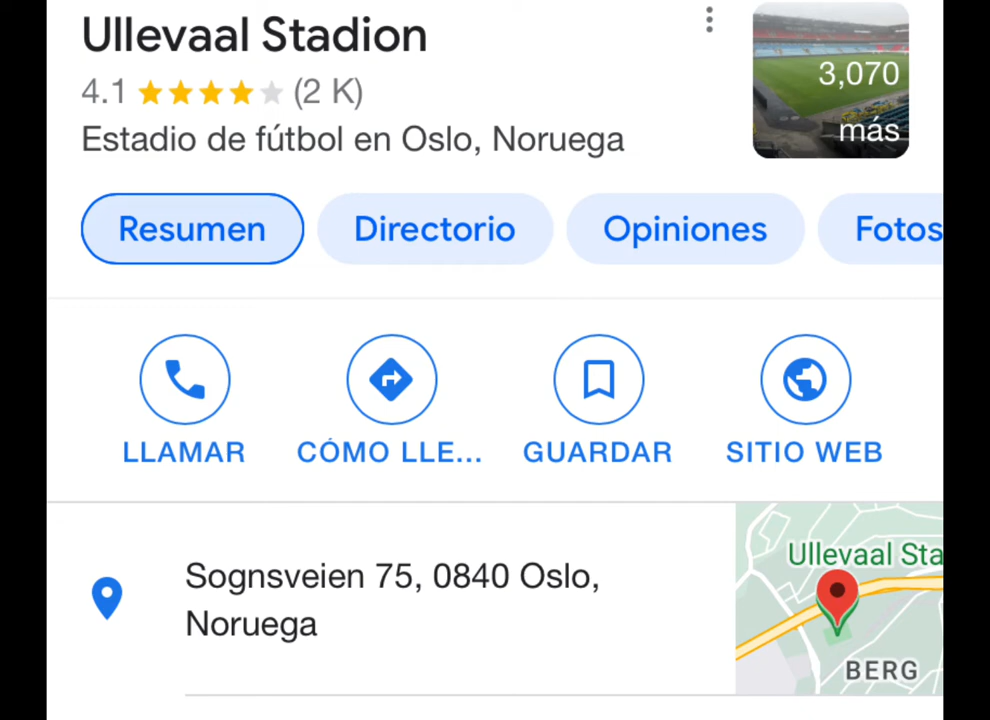 Ullevaal Stadion
4.1 (2 K)
Estadio de fútbol en Oslo, Noruega
3,070
más
Resumen
Directorio
Opiniones
Fotos
LLAMAR
CÓMO LLE...
GUARDAR
SITIO WEB
Sognsveien 75, 0840 Oslo,
Noruega
Ullevaal Sta
BERG